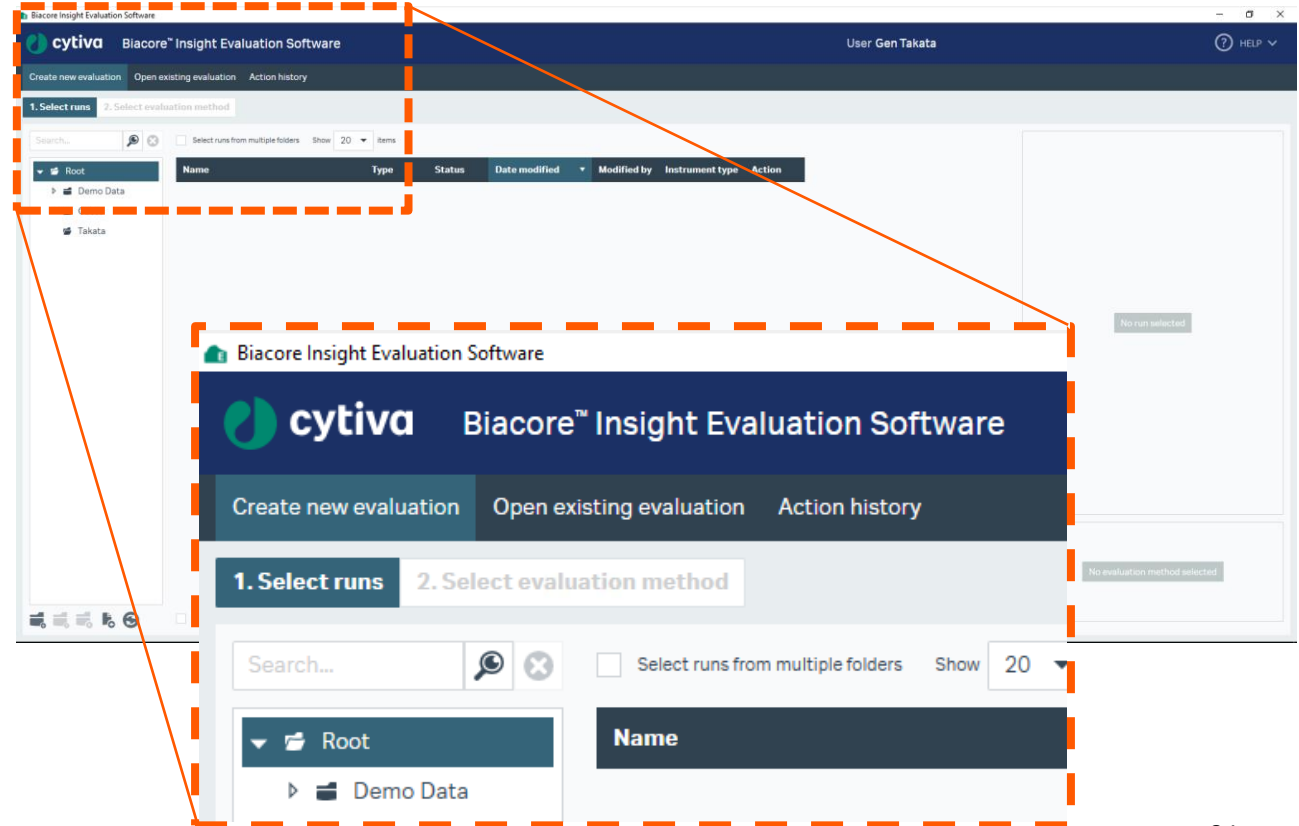 Biacore Insight Evaluation Software
cytiva Biacore™ Insight Evaluation Software User Gen Takata ? HELP
Create new evaluation Open existing evaluation Action history
1. Select runs 2. Select evaluation method
Search... Select runs from multiple folders Show 20 items
Root Name Type Status Date modified Modified by Instrument type Action
Demo Data
Takata
No run selected
Biacore Insight Evaluation Software
cytiva Biacore™ Insight Evaluation Software
Create new evaluation Open existing evaluation Action history
1. Select runs 2. Select evaluation method
No evaluation method selected
Search... Select runs from multiple folders Show 20
Root Name
Demo Data